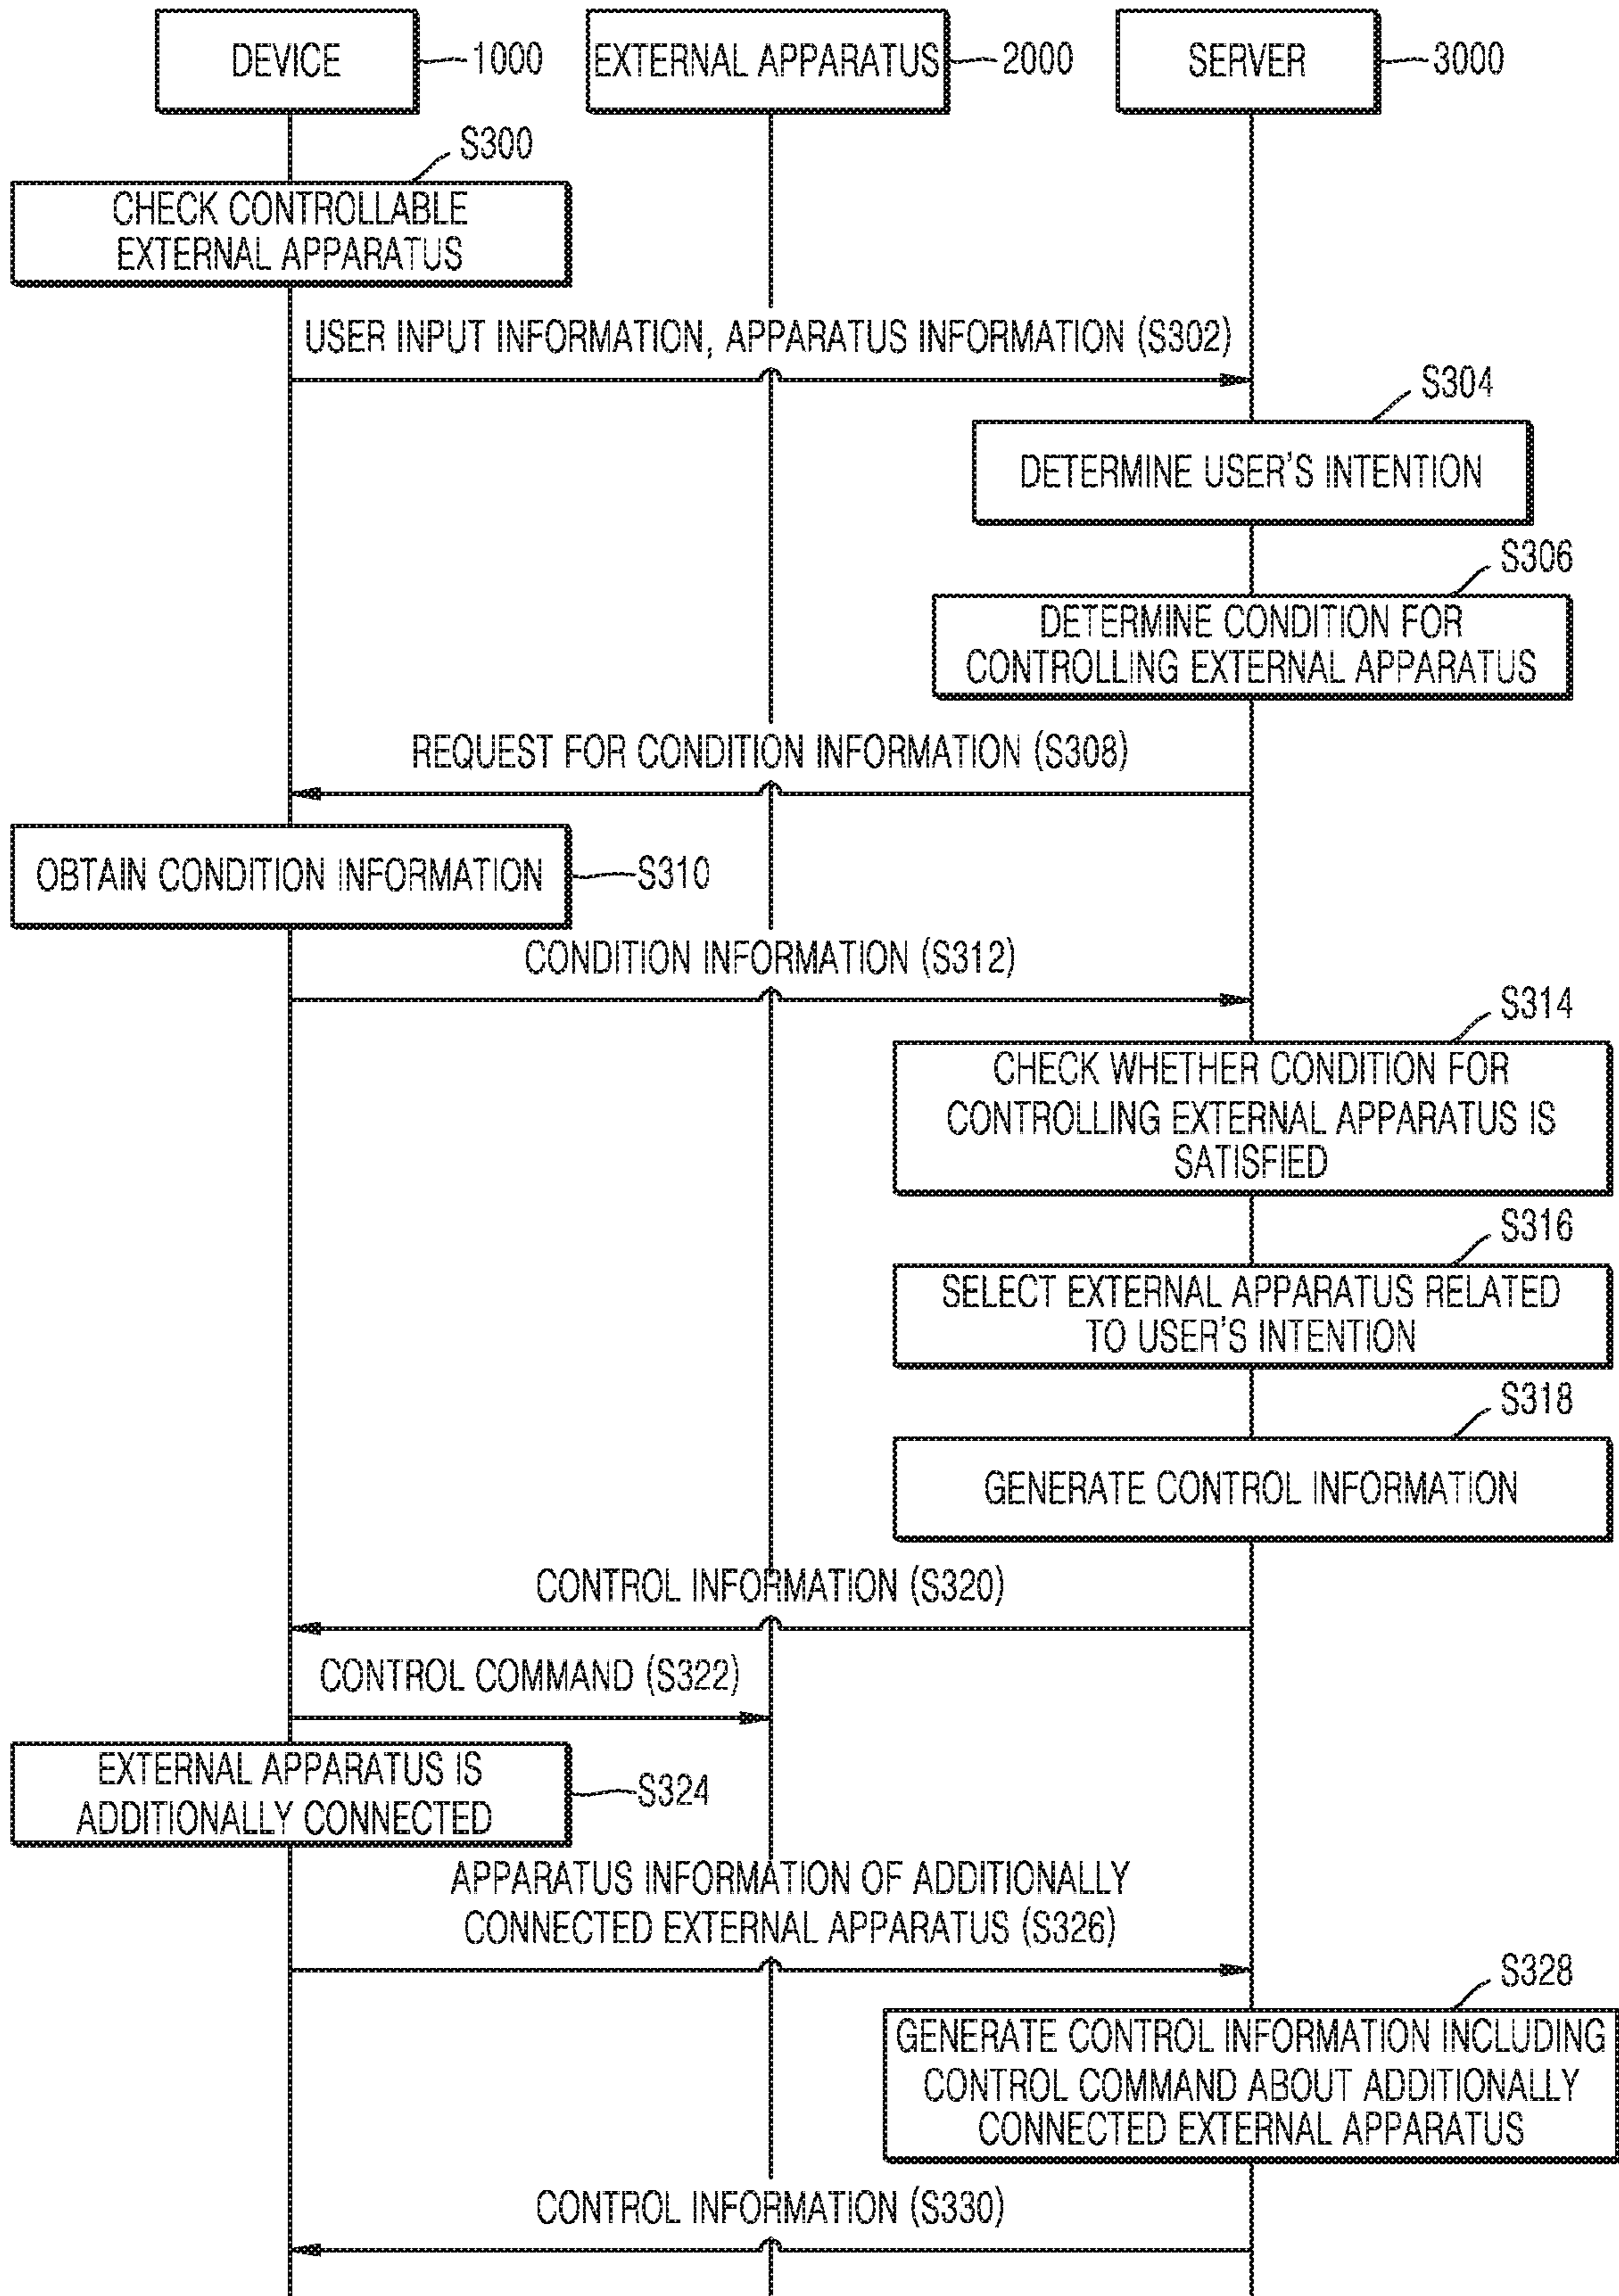 DEVICE
1000
EXTERNAL APPARATUS
2000
SERVER
3000
S300
CHECK CONTROLLABLE
EXTERNAL APPARATUS
USER INPUT INFORMATION, APPARATUS INFORMATION (S302)
S304
DETERMINE USER'S INTENTION
S306
DETERMINE CONDITION FOR
CONTROLLING EXTERNAL APPARATUS
REQUEST FOR CONDITION INFORMATION (S308)
OBTAIN CONDITION INFORMATION
S310
CONDITION INFORMATION (S312)
S314
CHECK WHETHER CONDITION FOR
CONTROLLING EXTERNAL APPARATUS IS
SATISFIED
S316
SELECT EXTERNAL APPARATUS RELATED
TO USER'S INTENTION
S318
GENERATE CONTROL INFORMATION
CONTROL INFORMATION (S320)
CONTROL COMMAND (S322)
EXTERNAL APPARATUS IS
ADDITIONALLY CONNECTED
S324
APPARATUS INFORMATION OF ADDITIONALLY
CONNECTED EXTERNAL APPARATUS (S326)
S328
GENERATE CONTROL INFORMATION INCLUDING
CONTROL COMMAND ABOUT ADDITIONALLY
CONNECTED EXTERNAL APPARATUS
CONTROL INFORMATION (S330)